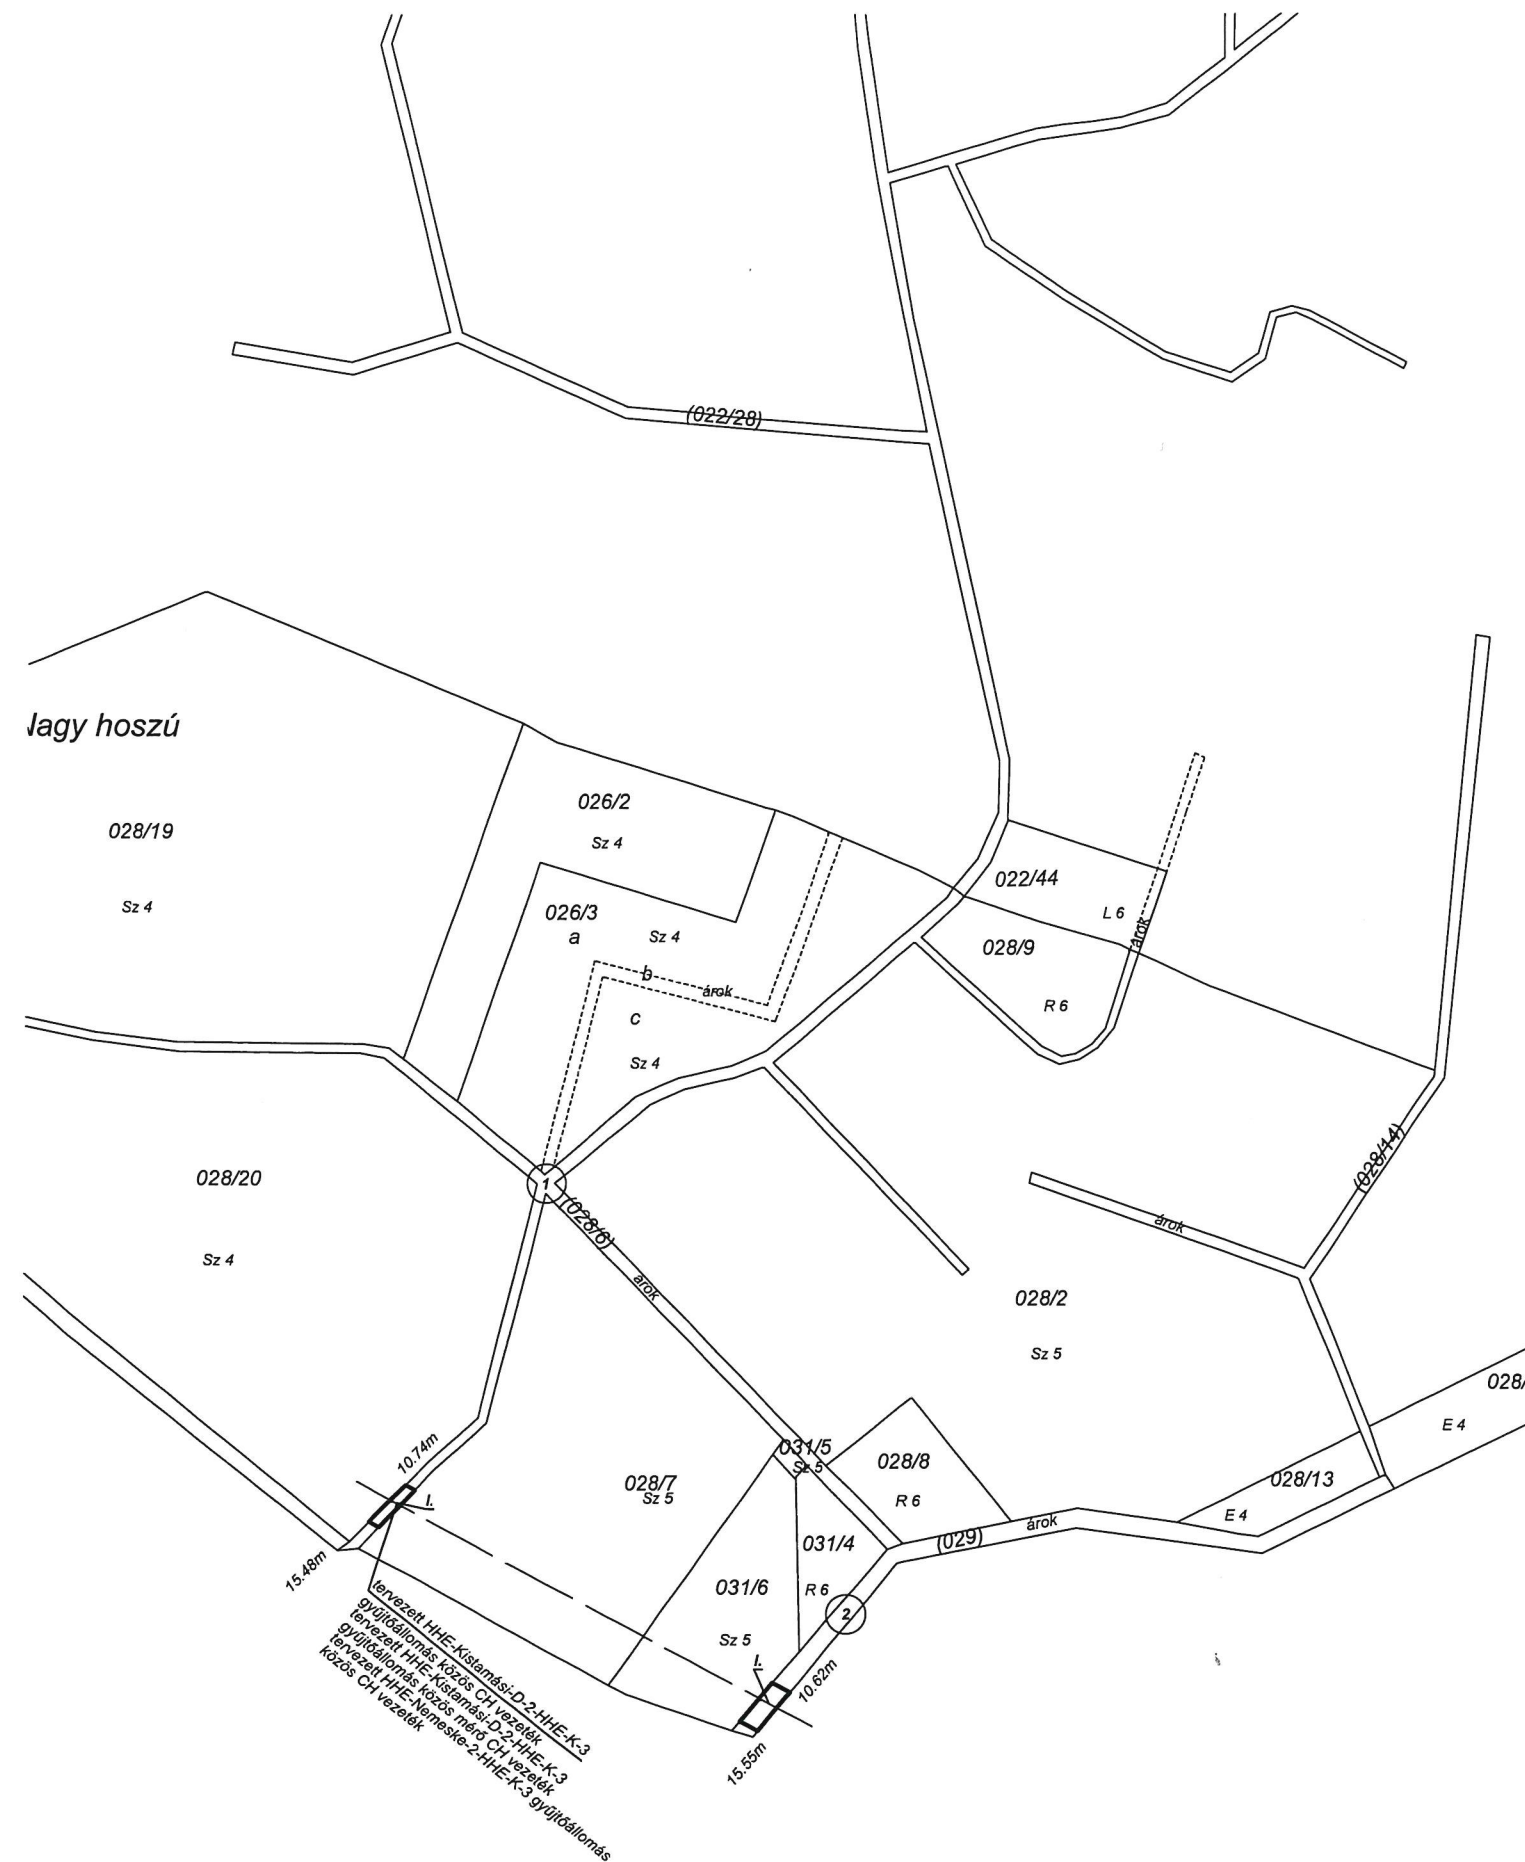 (022/28)
Nagy hoszú
026/2
028/19
Sz 4
022/44
Sz 4
026/3
L 6
a
Sz 4
árok
028/9
b
árok
R 6
c
Sz 4
(028/14)
028/20
1
(028/6)
árok
Sz 4
árok
028/2
Sz 5
028/
E 4
10.74m
031/5
Sz 5
028/8
028/13
028/7
Sz 5
I.
R 6
E 4
árok
(029)
031/4
15.48m
031/6
R 6
2
Sz 5
I.
10.62m
15.55m
tervezett HHE-Kistamási-D-2-HHE-K-3
gyűjtőállomás közös CH vezeték
tervezett HHE-Kistamási-D-2-HHE-K-3
gyűjtőállomás közös mérő CH vezeték
tervezett HHE-Nemeske-2-HHE-K-3 gyűjtőállomás
közös CH vezeték